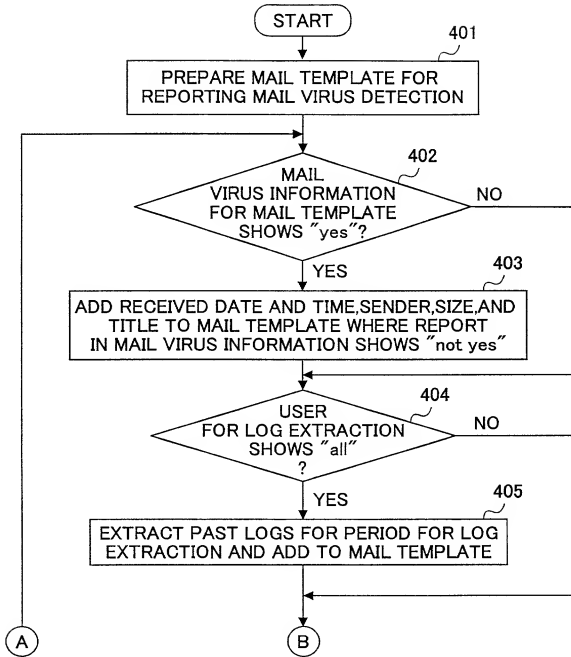 START
401
PREPARE MAIL TEMPLATE FOR
REPORTING MAIL VIRUS DETECTION
402
MAIL
VIRUS INFORMATION
FOR MAIL TEMPLATE
SHOWS "yes"?
NO
YES
403
ADD RECEIVED DATE AND TIME,SENDER,SIZE,AND
TITLE TO MAIL TEMPLATE WHERE REPORT
IN MAIL VIRUS INFORMATION SHOWS "not yes"
404
USER
FOR LOG EXTRACTION
SHOWS "all"
?
NO
YES
405
EXTRACT PAST LOGS FOR PERIOD FOR LOG
EXTRACTION AND ADD TO MAIL TEMPLATE
A
B